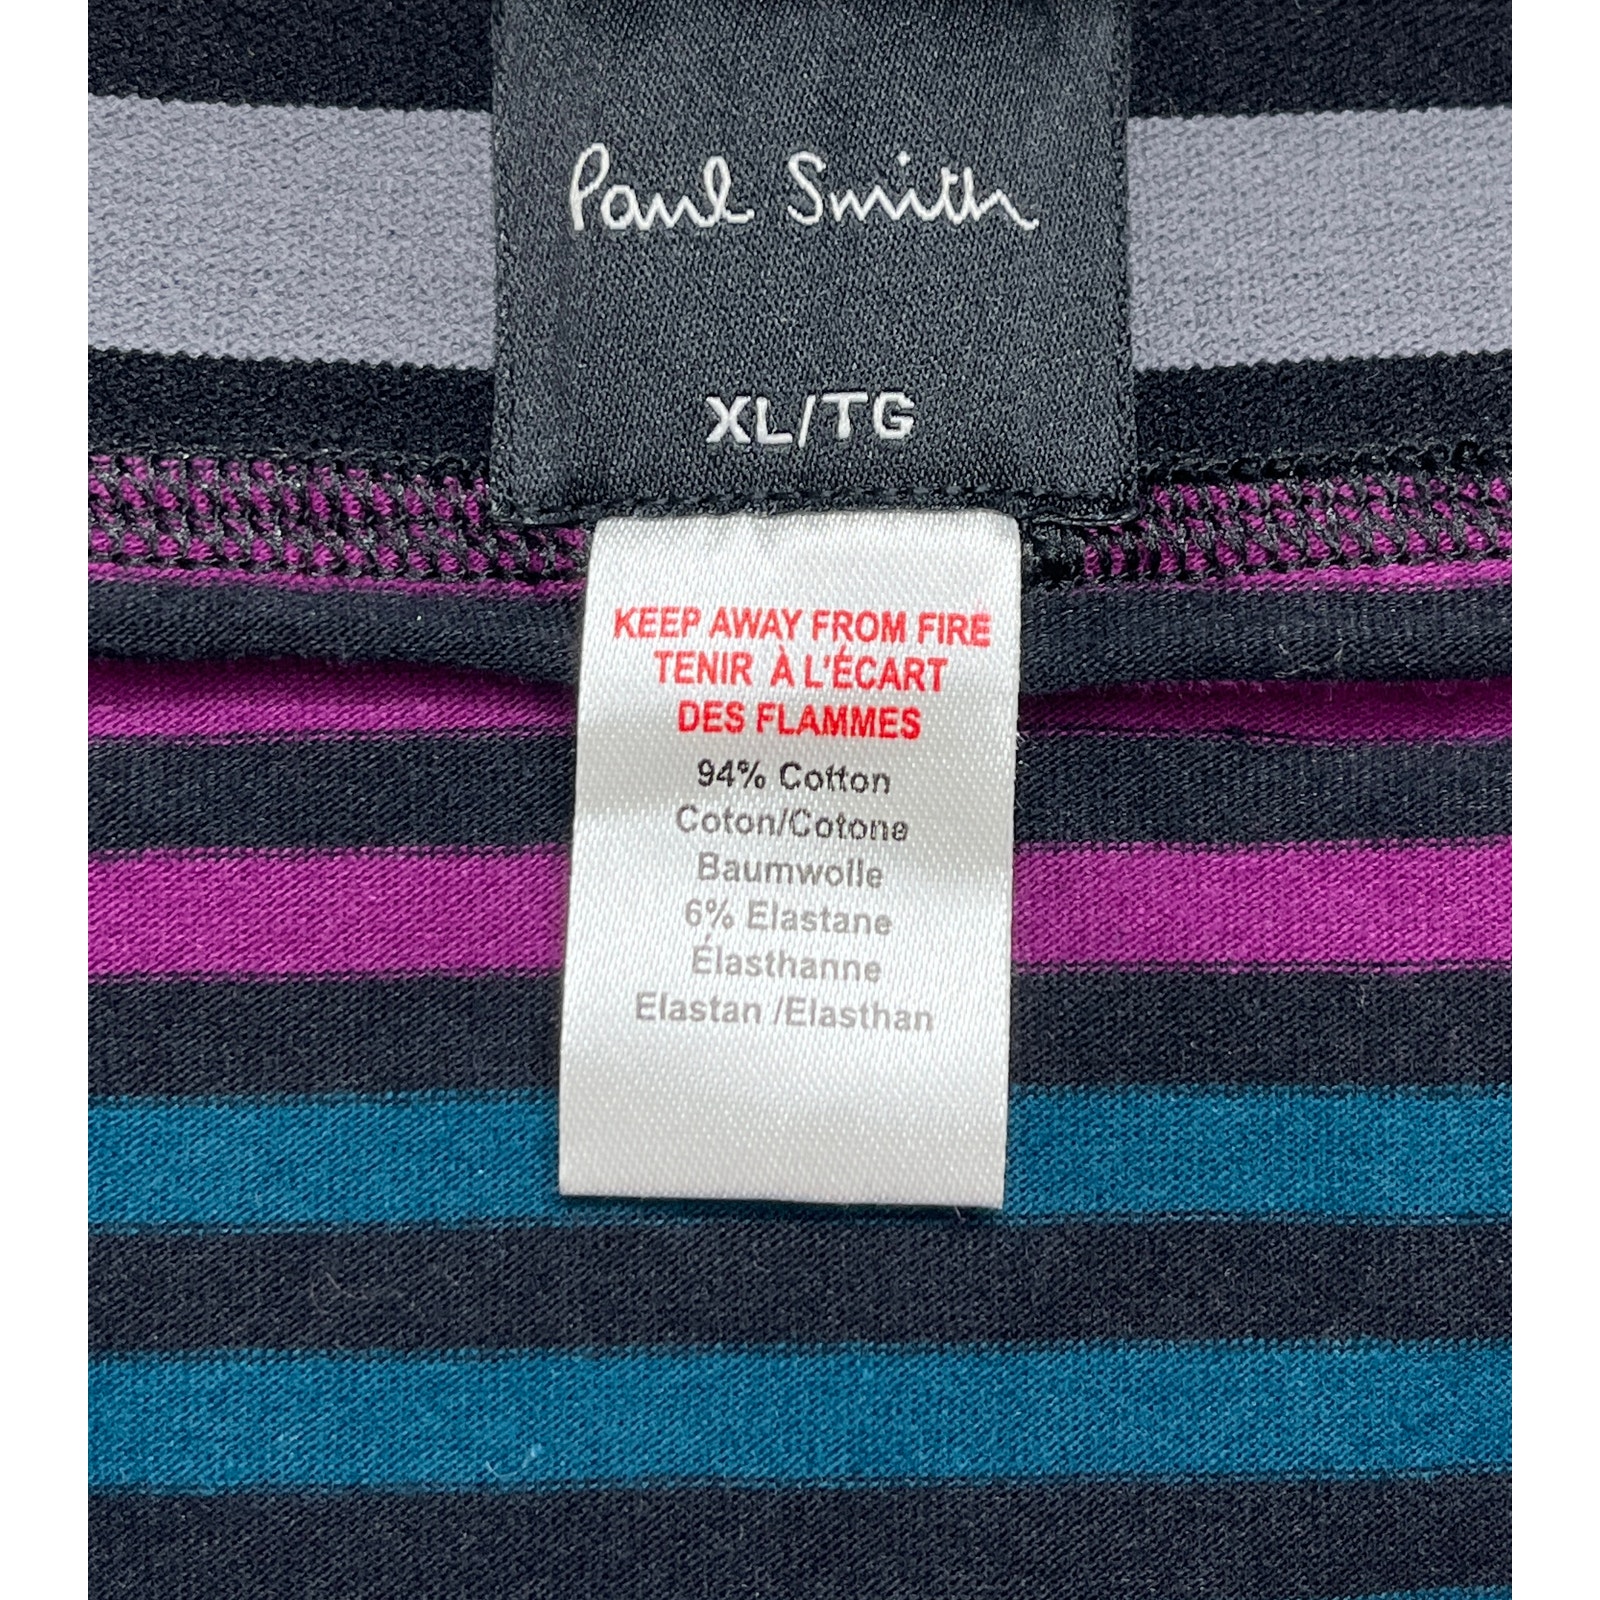 Paul Smith
XL/TG
KEEP AWAY FROM FIRE
TENIR À L'ÉCART
DES FLAMMES
94% Cotton
Coton/Cotone
Baumwolle
6% Elastane
Élasthanne
Elastan /Elasthan